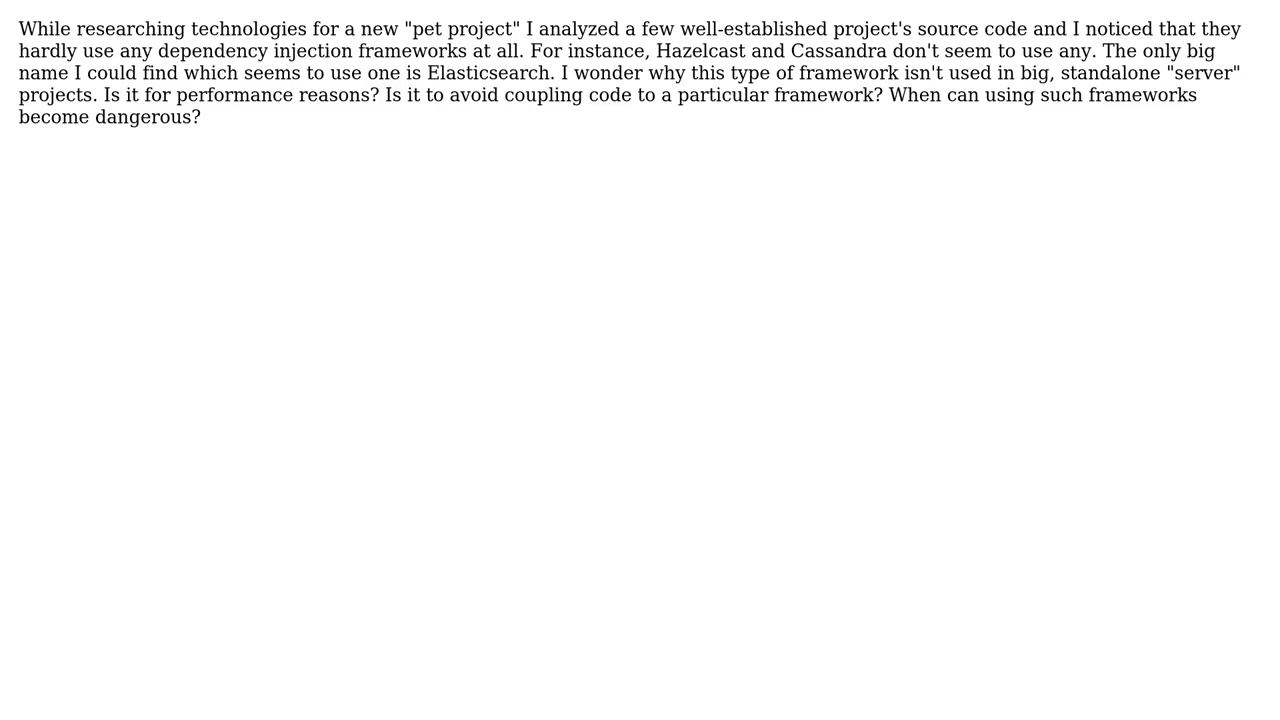 While researching technologies for a new "pet project" I analyzed a few well-established project's source code and I noticed that they
hardly use any dependency injection frameworks at all. For instance, Hazelcast and Cassandra don't seem to use any. The only big
name I could find which seems to use one is Elasticsearch. I wonder why this type of framework isn't used in big, standalone "server"
projects. Is it for performance reasons? Is it to avoid coupling code to a particular framework? When can using such frameworks
become dangerous?